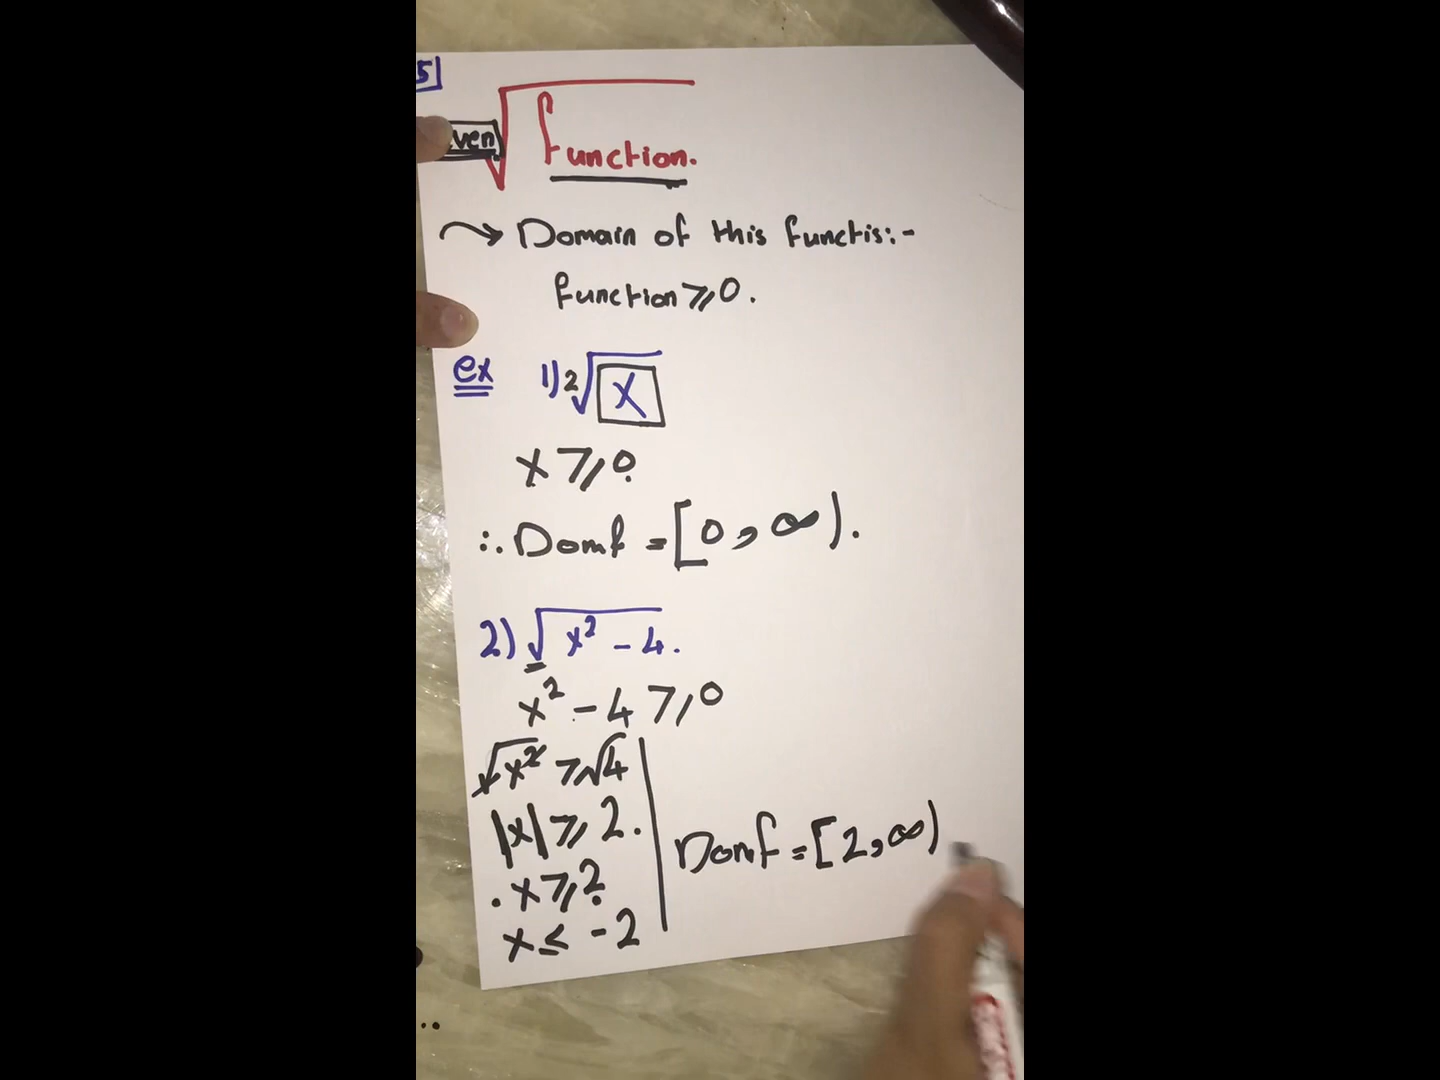 5
ven √Function.
Domain of this functis:-
function ⩾ 0.
ex 1) ²√x
x ⩾ 0.
∴ Domf = [0, ∞).
2) √x² - 4.
x² - 4 ⩾ 0
√x² ⩾ √4
|x| ⩾ 2.
. x ⩾ 2.
x ≤ -2
Domf = [2, ∞)